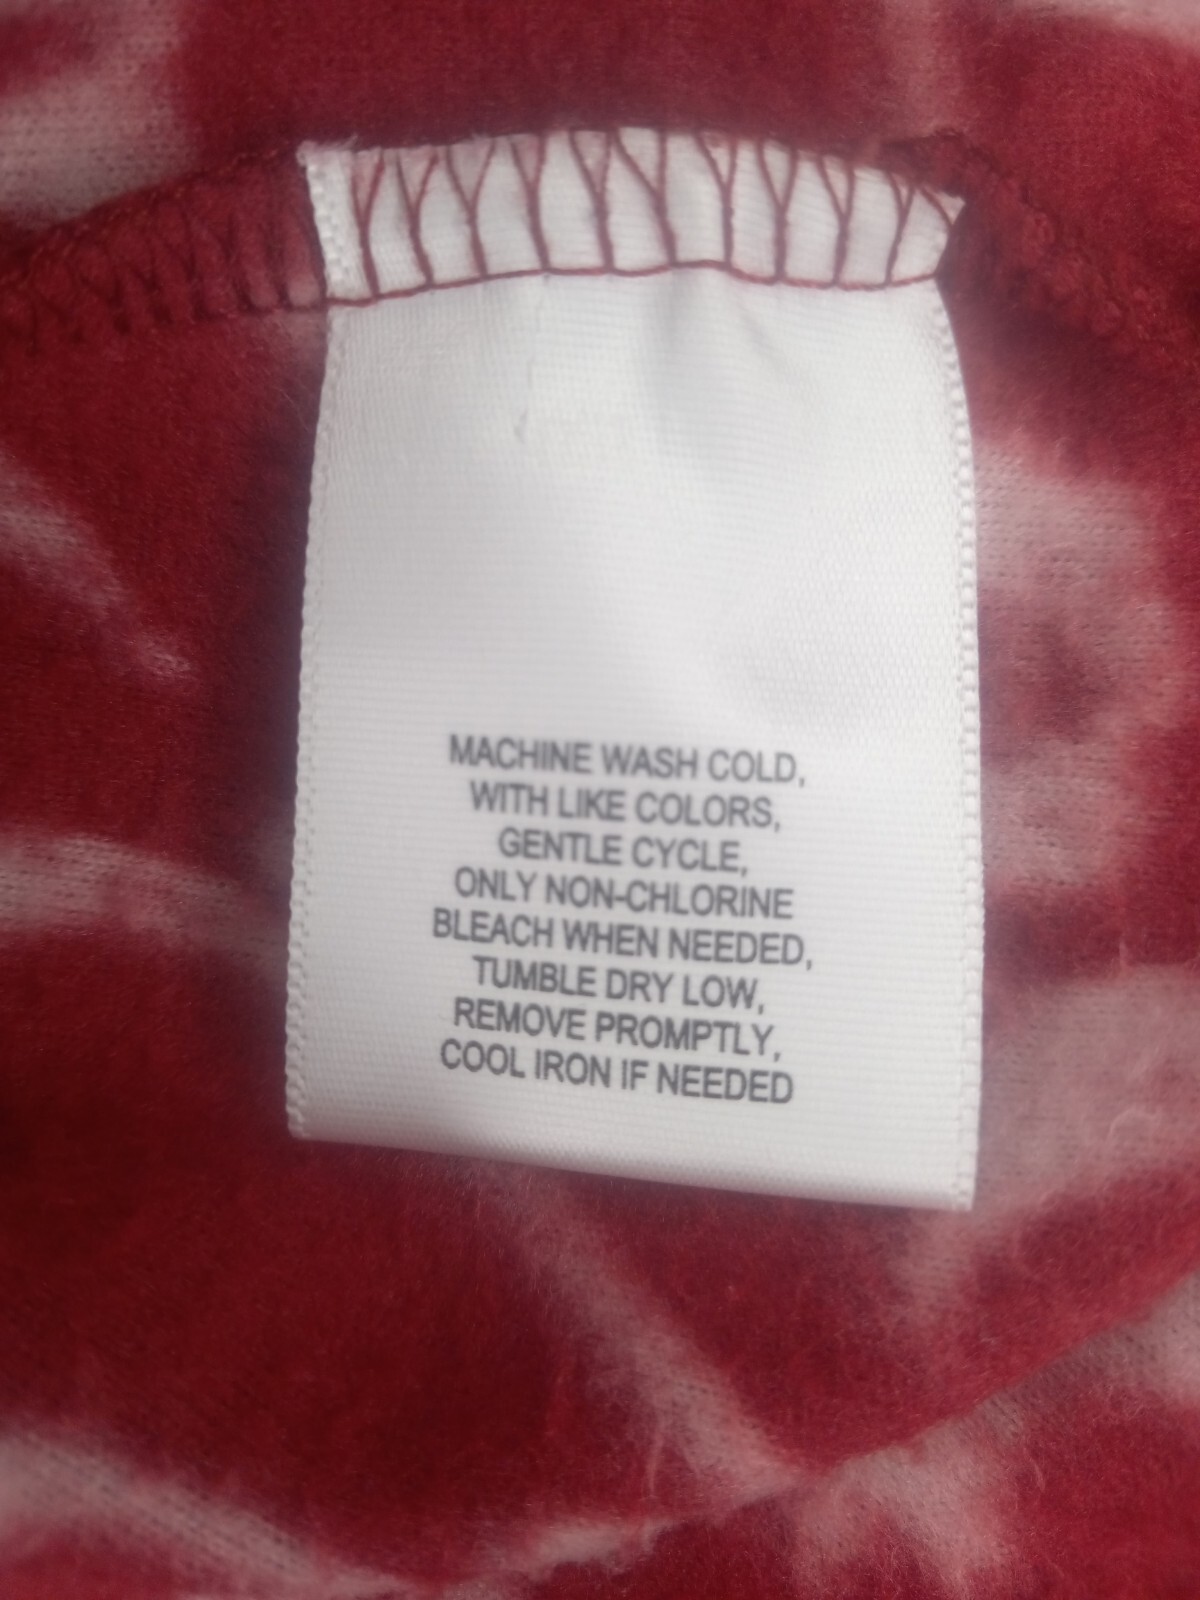 MACHINE WASH COLD,
WITH LIKE COLORS,
GENTLE CYCLE,
ONLY NON-CHLORINE
BLEACH WHEN NEEDED,
TUMBLE DRY LOW,
REMOVE PROMPTLY,
COOL IRON IF NEEDED